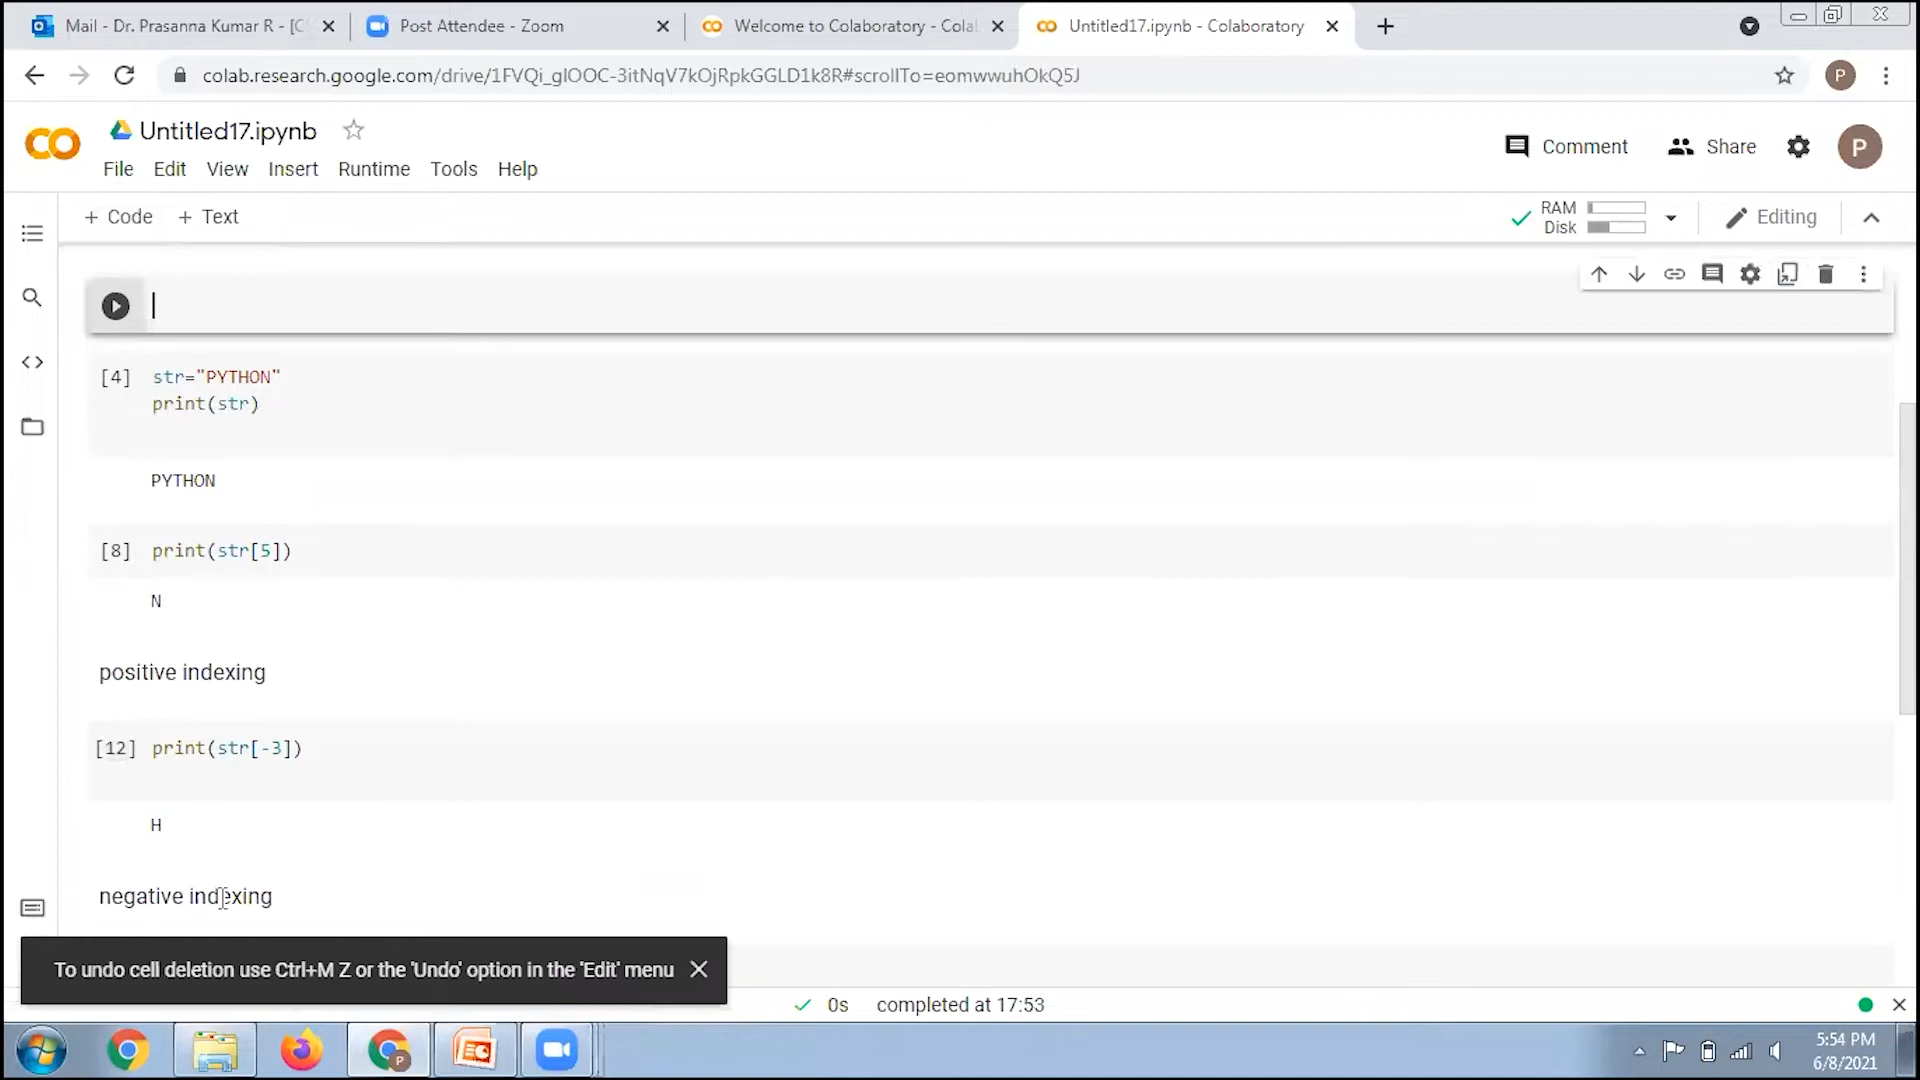 Mail - Dr. Prasanna Kumar R - [C
Post Attendee - Zoom
Welcome to Colaboratory - Cola
Untitled17.ipynb - Colaboratory
colab.research.google.com/drive/1FVQi_glOOC-3itNqV7kOjRpkGGLD1k8R#scrollTo=eomwwuhOkQ5J
P
CO
Untitled17.ipynb
Comment
Share
P
File Edit View Insert Runtime Tools Help
+ Code + Text
RAM
Disk
Editing
[4] str="PYTHON"
print(str)
PYTHON
[8] print(str[5])
N
positive indexing
[12] print(str[-3])
H
negative indexing
To undo cell deletion use Ctrl+M Z or the 'Undo' option in the 'Edit' menu
0s completed at 17:53
P
5:54 PM
6/8/2021